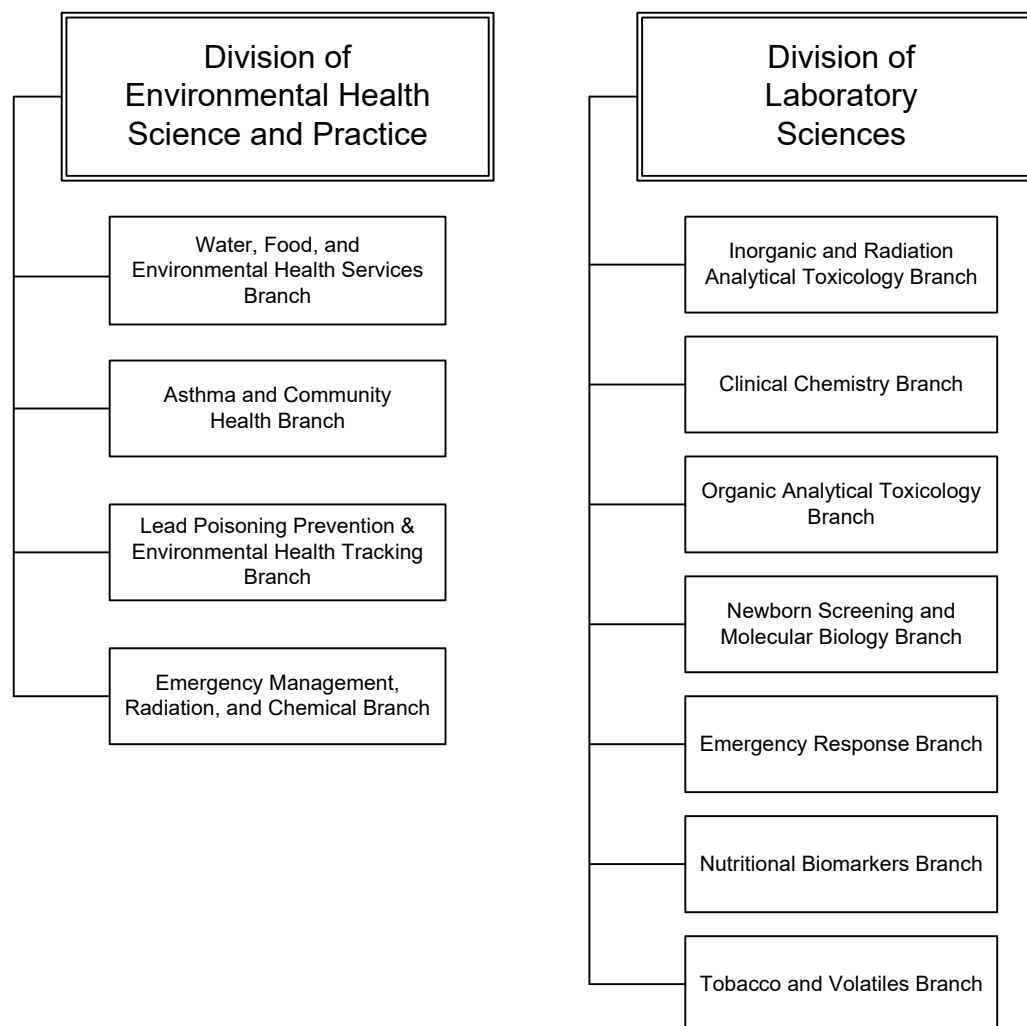 Division of
Environmental Health
Science and Practice
Water, Food, and
Environmental Health Services
Branch
Asthma and Community
Health Branch
Lead Poisoning Prevention &
Environmental Health Tracking
Branch
Emergency Management,
Radiation, and Chemical Branch
Division of
Laboratory
Sciences
Inorganic and Radiation
Analytical Toxicology Branch
Clinical Chemistry Branch
Organic Analytical Toxicology
Branch
Newborn Screening and
Molecular Biology Branch
Emergency Response Branch
Nutritional Biomarkers Branch
Tobacco and Volatiles Branch